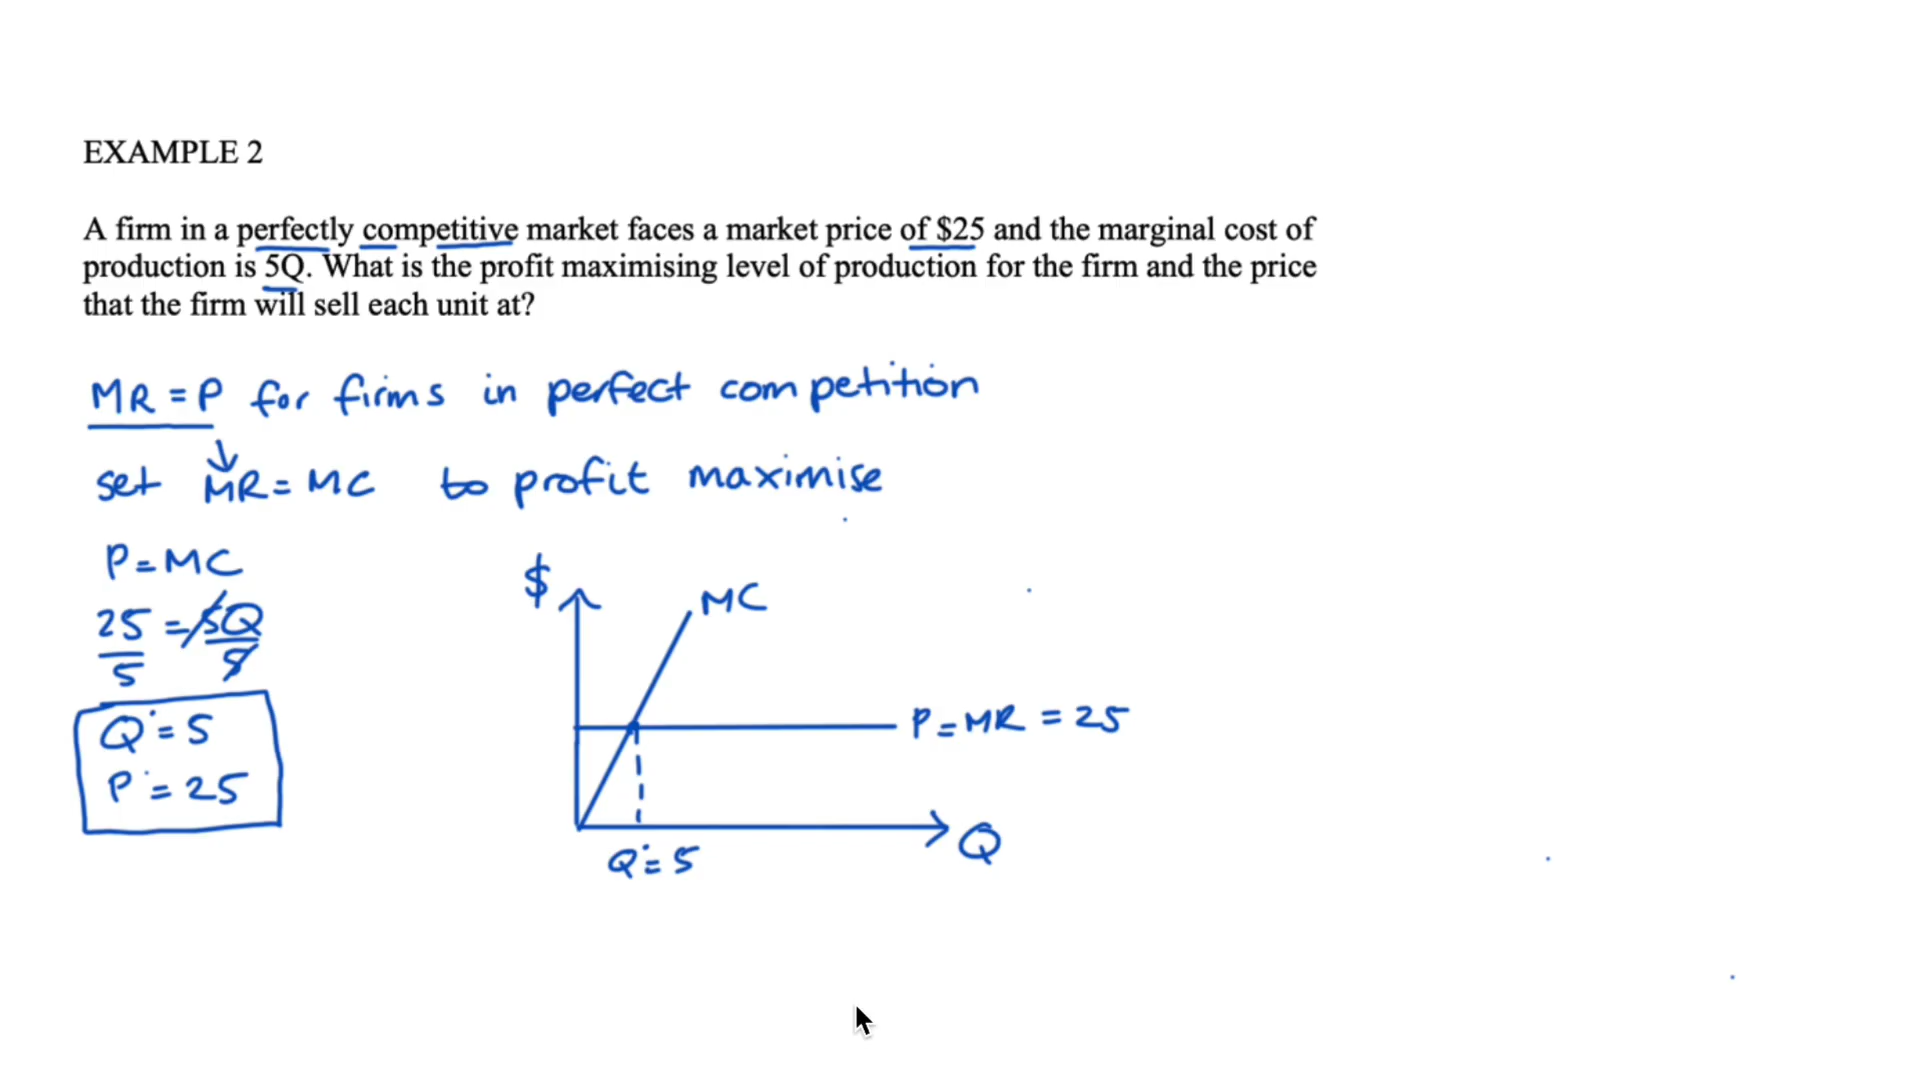 EXAMPLE 2
A firm in a perfectly competitive market faces a market price of $25 and the marginal cost of
production is 5Q. What is the profit maximising level of production for the firm and the price
that the firm will sell each unit at?
MR = P for firms in perfect competition
set MR = MC to profit maximise
P = MC
25 = 5Q
5 5
Q* = 5
P* = 25
$
MC
P = MR = 25
Q
Q* = 5